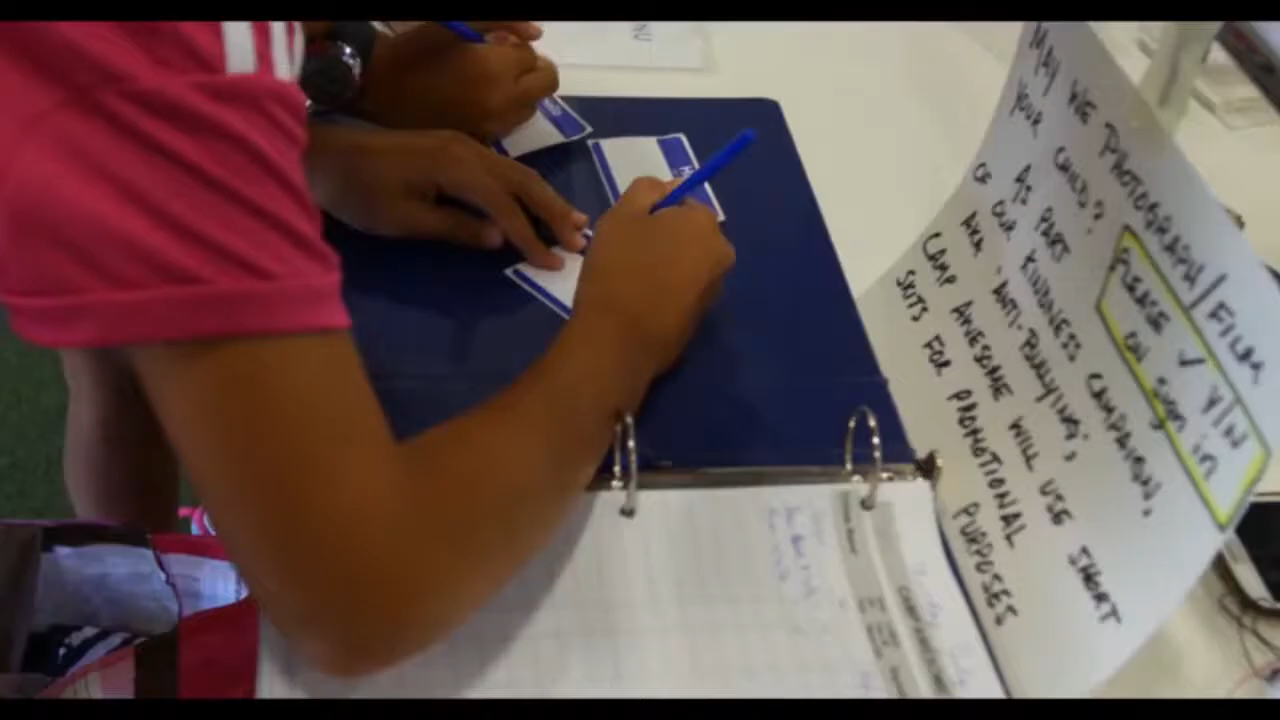 MAY WE PHOTOGRAPH/FILM
YOUR CHILD?
PLEASE ✓ Y/N
ON Sign in
AS PART
OF OUR KINDNESS CAMPAIGN,
AKA "ANTI-BULLYING",
CAMP AWESOME WILL USE SHORT
SKITS FOR PROMOTIONAL
PURPOSES